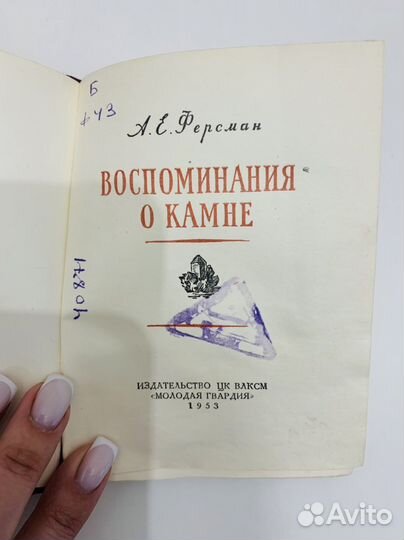 Б
ф43
А.Е.Ферсман
ВОСПОМИНАНИЯ
О КАМНЕ
40871
ИЗДАТЕЛЬСТВО ЦК ВЛКСМ
«МОЛОДАЯ ГВАРДИЯ»
1953
Avito